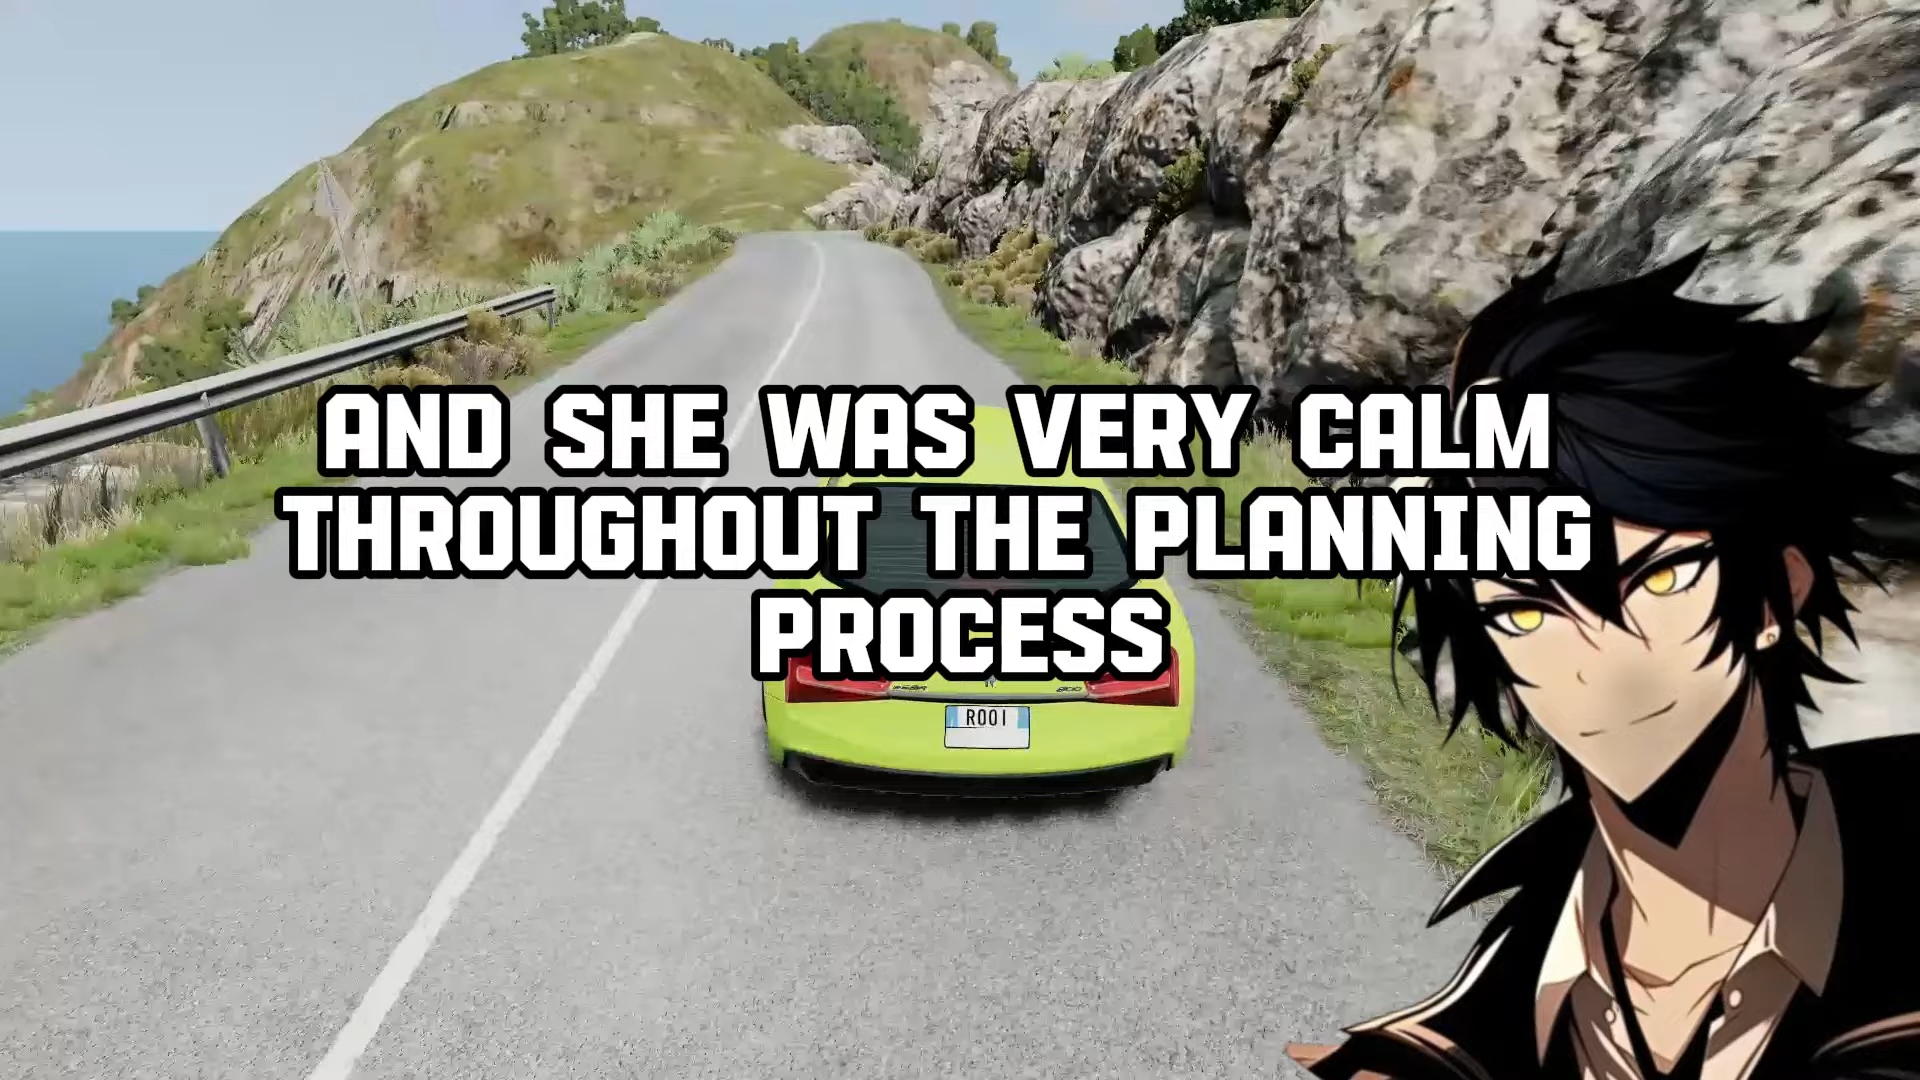 AND SHE WAS VERY CALM
THROUGHOUT THE PLANNING
PROCESS
R001